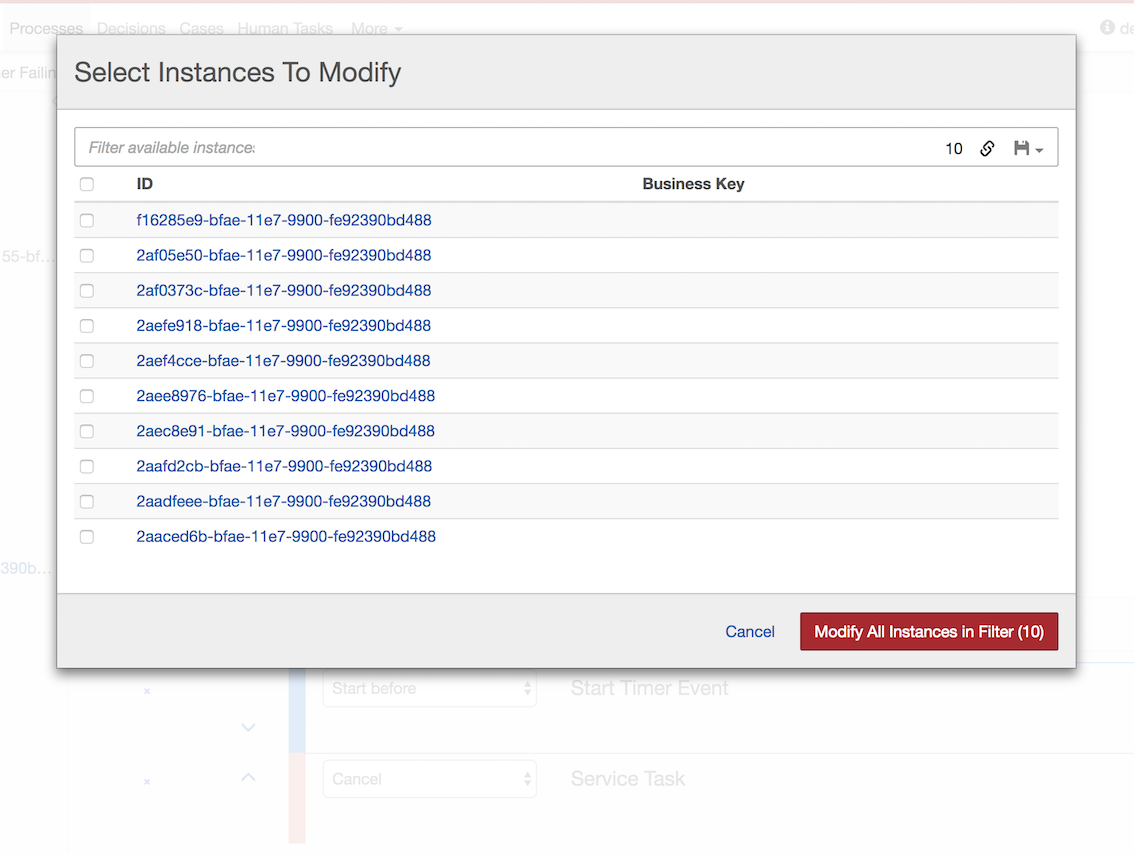 Processes Decisions Cases Human Tasks More
de
er Failin
Select Instances To Modify
Filter available instance
10
ID Business Key
f16285e9-bfae-11e7-9900-fe92390bd488
2af05e50-bfae-11e7-9900-fe92390bd488
55-bf...
2af0373c-bfae-11e7-9900-fe92390bd488
2aefe918-bfae-11e7-9900-fe92390bd488
2aef4cce-bfae-11e7-9900-fe92390bd488
2aee8976-bfae-11e7-9900-fe92390bd488
2aec8e91-bfae-11e7-9900-fe92390bd488
2aafd2cb-bfae-11e7-9900-fe92390bd488
2aadfeee-bfae-11e7-9900-fe92390bd488
2aaced6b-bfae-11e7-9900-fe92390bd488
390b...
Cancel Modify All Instances in Filter (10)
Start before Start Timer Event
Cancel Service Task